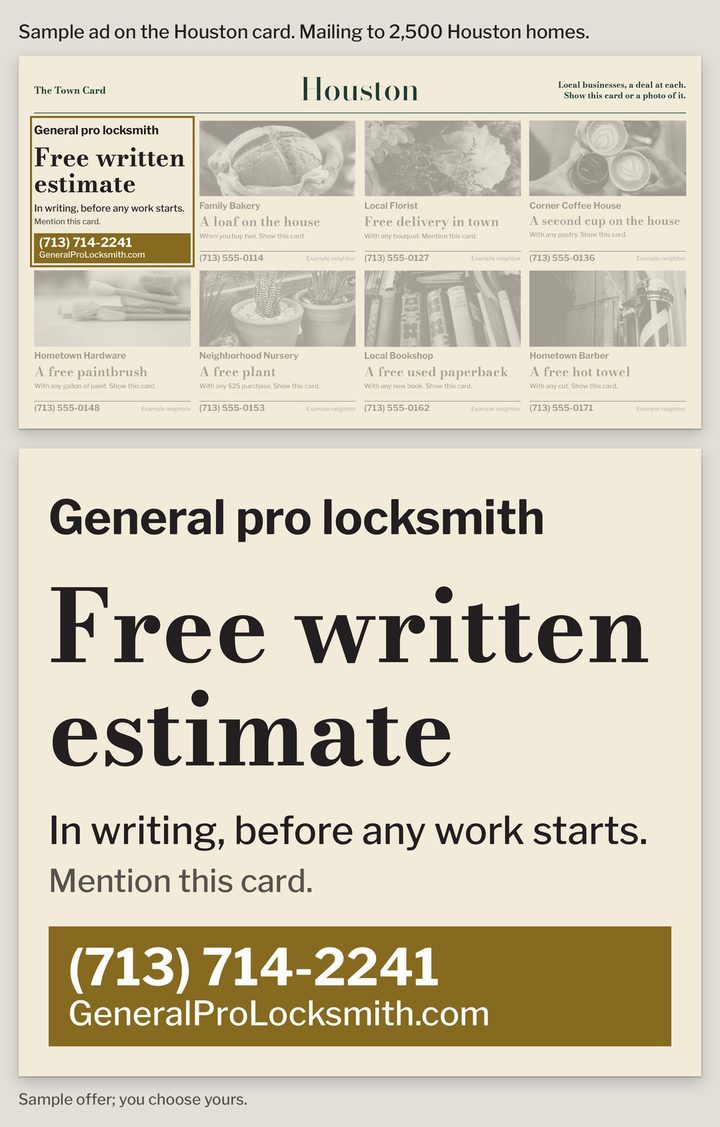 Sample ad on the Houston card. Mailing to 2,500 Houston homes.
The Town Card
Houston
Local businesses, a deal at each.
Show this card or a photo of it.
General pro locksmith
Free written
estimate
In writing, before any work starts.
Mention this card.
(713) 714-2241
GeneralProLocksmith.com
Family Bakery
A loaf on the house
When you buy two. Show this card.
(713) 555-0114
Example neighbor
Local Florist
Free delivery in town
With any bouquet. Mention this card.
(713) 555-0127
Example neighbor
Corner Coffee House
A second cup on the house
With any pastry. Show this card.
(713) 555-0136
Example neighbor
Hometown Hardware
A free paintbrush
With any gallon of paint. Show this card.
(713) 555-0148
Example neighbor
Neighborhood Nursery
A free plant
With any $25 purchase. Show this card.
(713) 555-0153
Example neighbor
Local Bookshop
A free used paperback
With any new book. Show this card.
(713) 555-0162
Example neighbor
Hometown Barber
A free hot towel
With any cut. Show this card.
(713) 555-0171
Example neighbor
General pro locksmith
Free written
estimate
In writing, before any work starts.
Mention this card.
(713) 714-2241
GeneralProLocksmith.com
Sample offer; you choose yours.